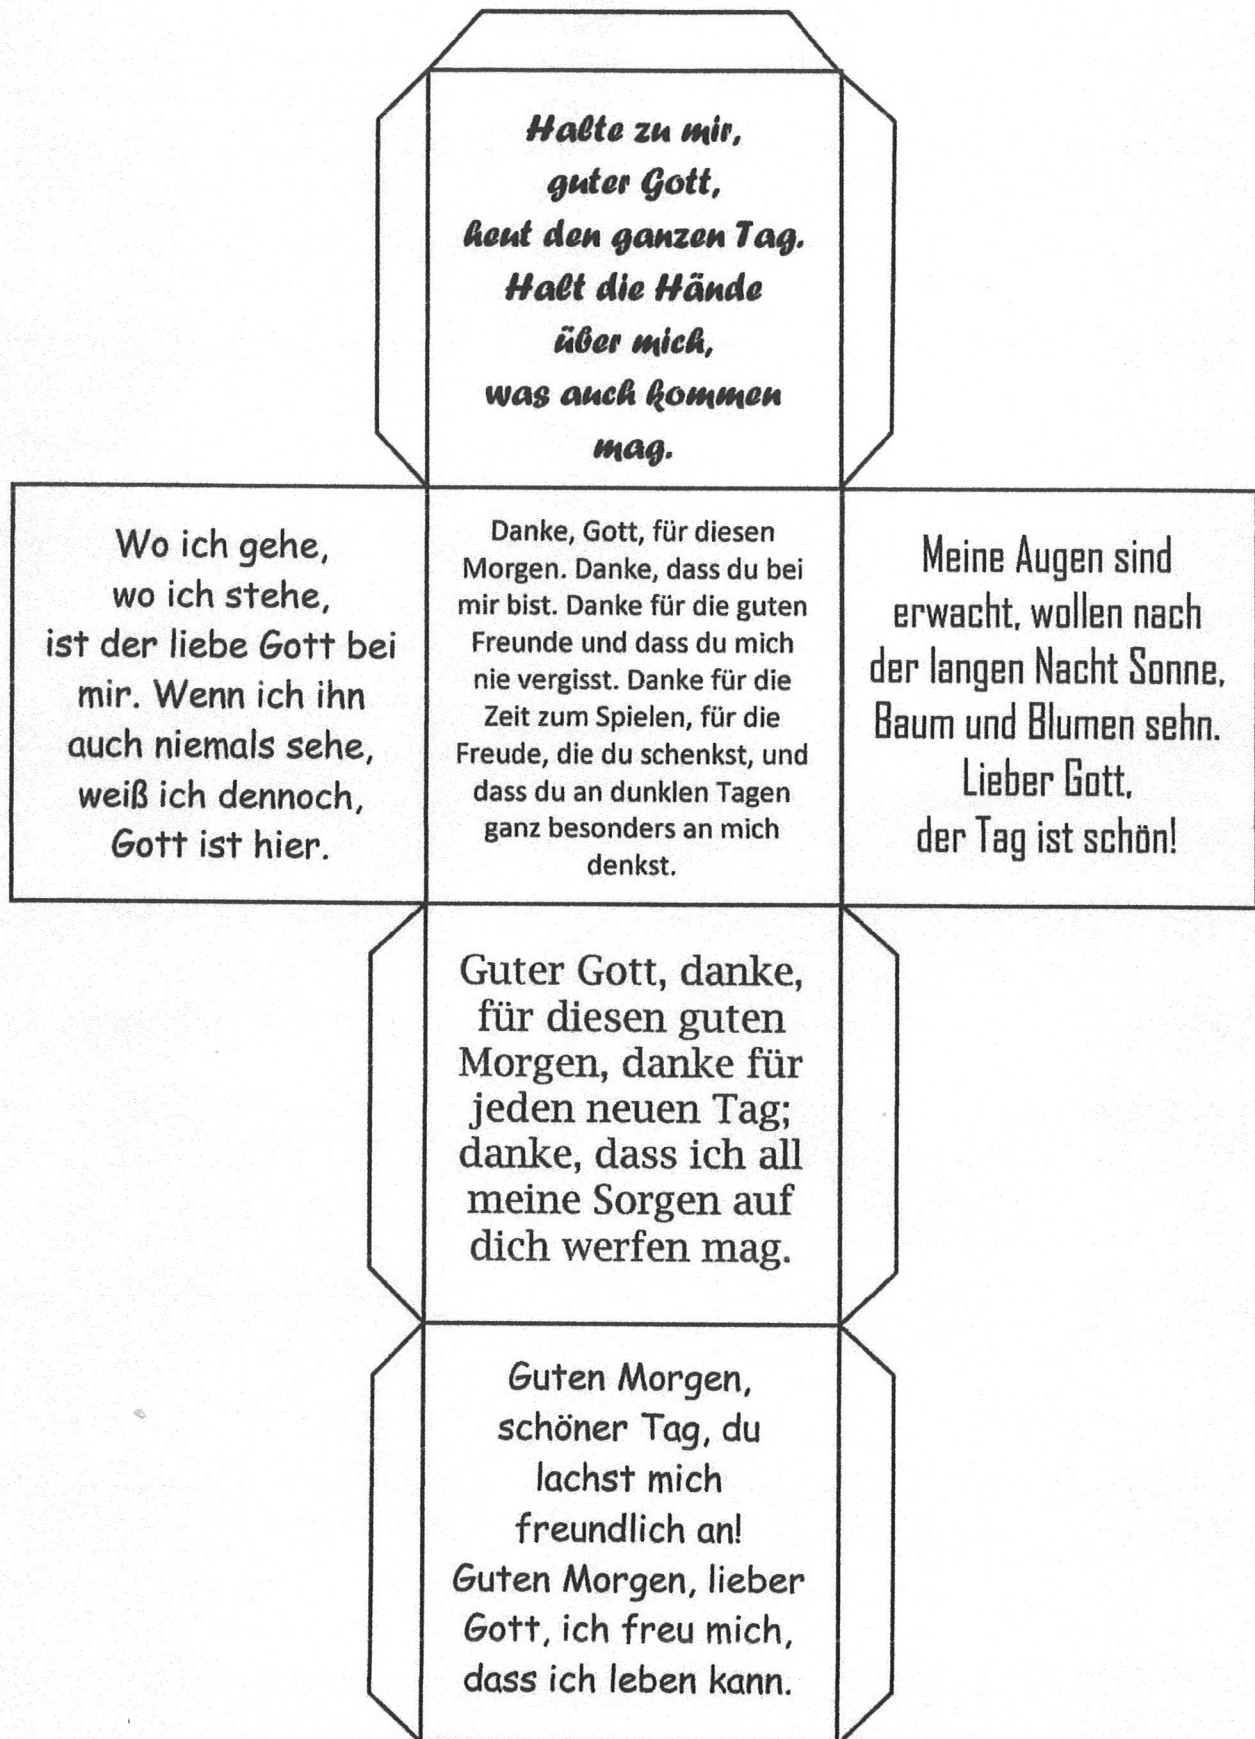 Halte zu mir,
guter Gott,
heut den ganzen Tag.
Halt die Hände
über mich,
was auch kommen
mag.
Wo ich gehe,
wo ich stehe,
ist der liebe Gott bei
mir. Wenn ich ihn
auch niemals sehe,
weiß ich dennoch,
Gott ist hier.
Danke, Gott, für diesen
Morgen. Danke, dass du bei
mir bist. Danke für die guten
Freunde und dass du mich
nie vergisst. Danke für die
Zeit zum Spielen, für die
Freude, die du schenkst, und
dass du an dunklen Tagen
ganz besonders an mich
denkst.
Meine Augen sind
erwacht, wollen nach
der langen Nacht Sonne,
Baum und Blumen sehn.
Lieber Gott,
der Tag ist schön!
Guter Gott, danke,
für diesen guten
Morgen, danke für
jeden neuen Tag;
danke, dass ich all
meine Sorgen auf
dich werfen mag.
Guten Morgen,
schöner Tag, du
lachst mich
freundlich an!
Guten Morgen, lieber
Gott, ich freu mich,
dass ich leben kann.